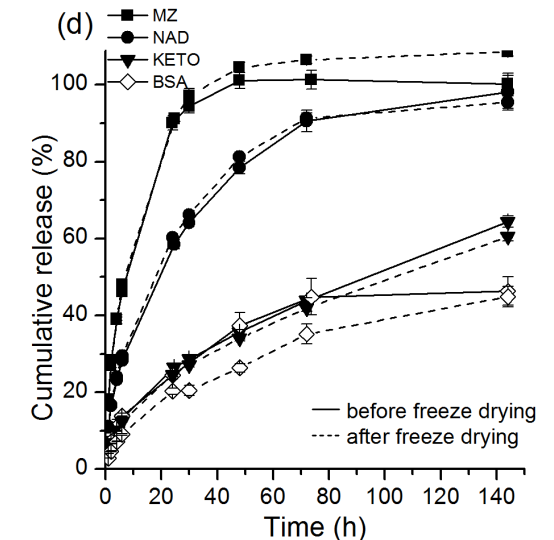 (d)
MZ
NAD
KETO
BSA
100
80
60
40
20
0
Cumulative release (%)
before freeze drying
after freeze drying
0 20 40 60 80 100 120 140
Time (h)